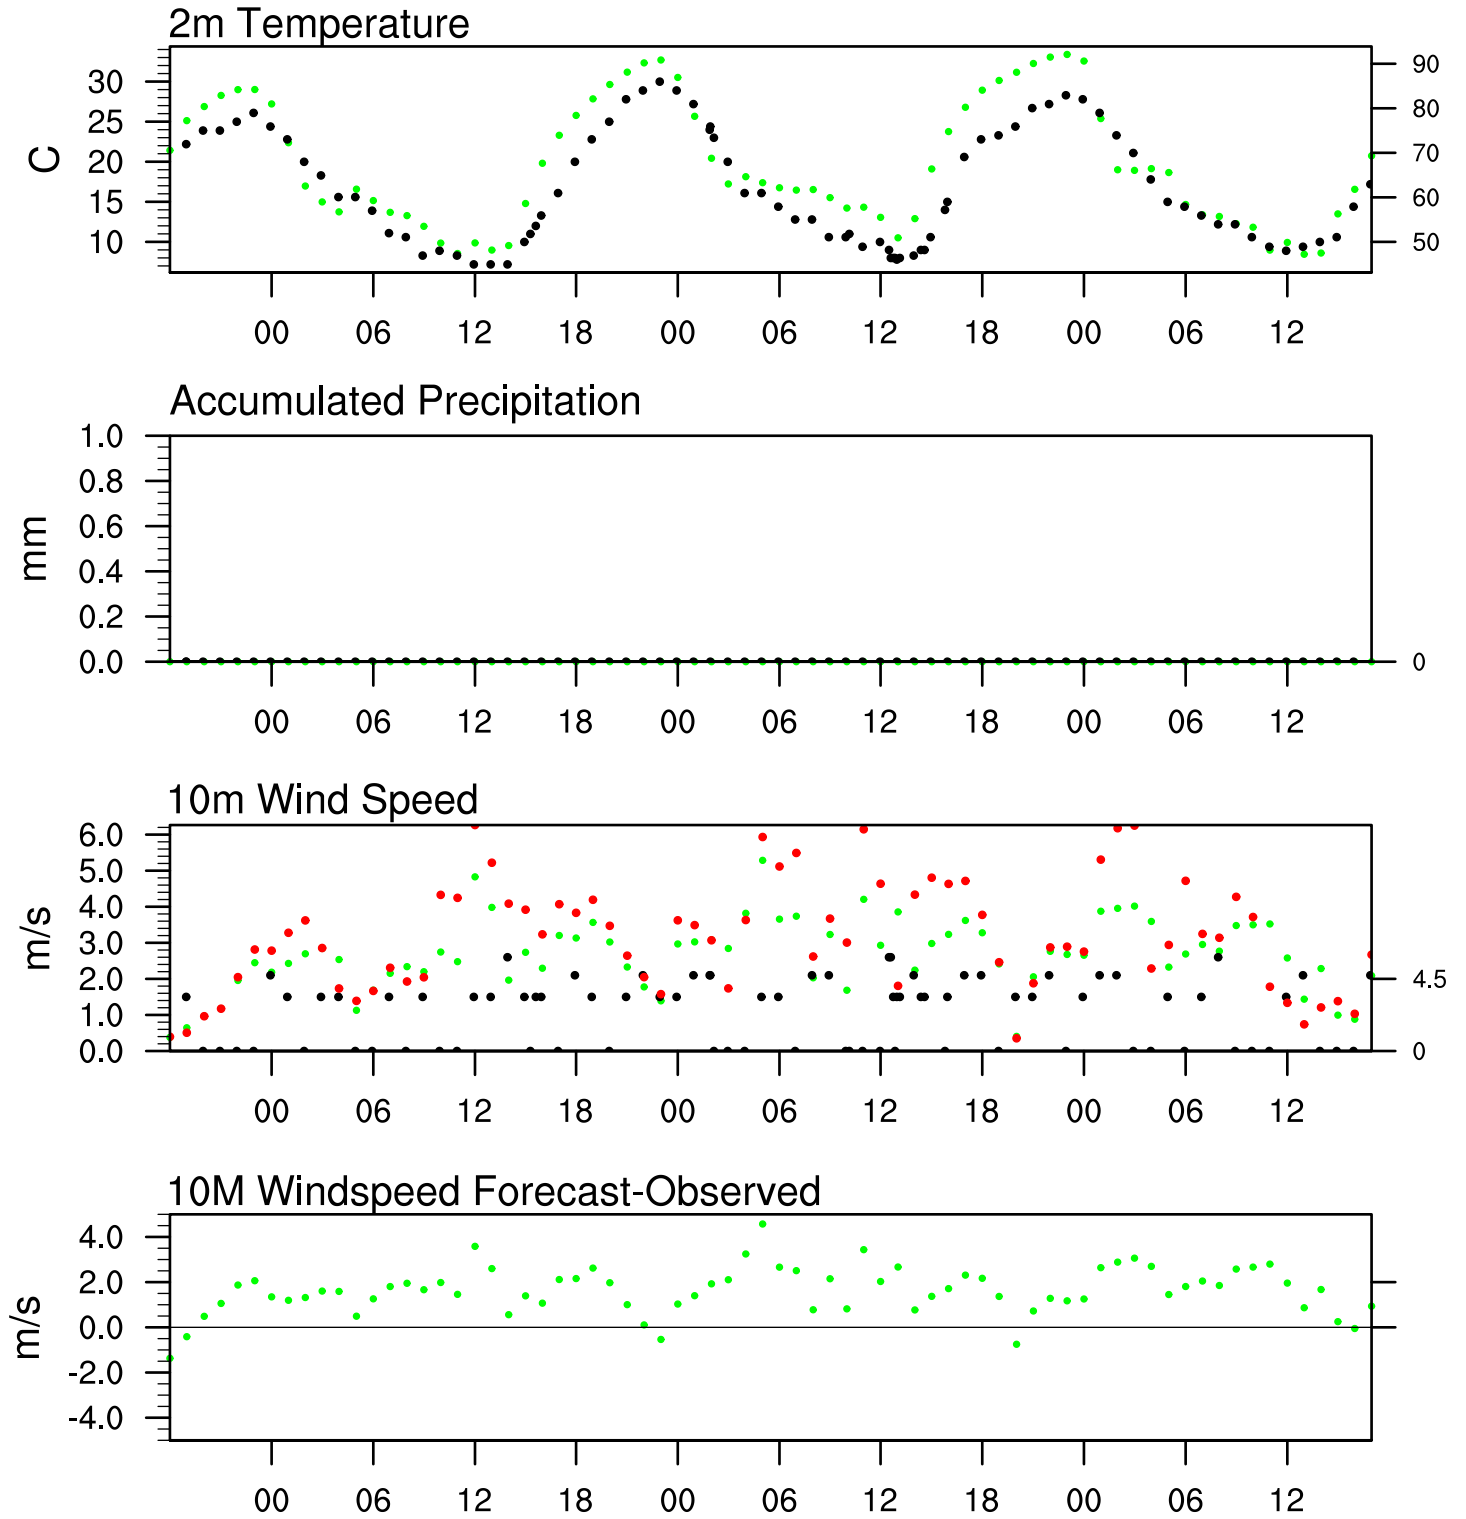 2m Temperature
30
25
20
15
10
C
90
80
70
60
50
00 06 12 18 00 06 12 18 00 06 12
Accumulated Precipitation
1.0
0.8
0.6
0.4
0.2
0.0
mm
0
00 06 12 18 00 06 12 18 00 06 12
10m Wind Speed
6.0
5.0
4.0
3.0
2.0
1.0
0.0
m/s
4.5
0
00 06 12 18 00 06 12 18 00 06 12
10M Windspeed Forecast-Observed
4.0
2.0
0.0
-2.0
-4.0
m/s
00 06 12 18 00 06 12 18 00 06 12